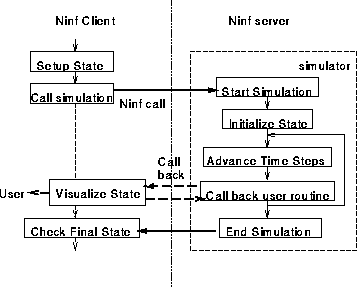 Ninf Client
Ninf server
simulator
Setup State
Call simulation
Ninf call
Start Simulation
Initialize State
Advance Time Steps
Call
back
User
Visualize State
Call back user routine
Check Final State
End Simulation